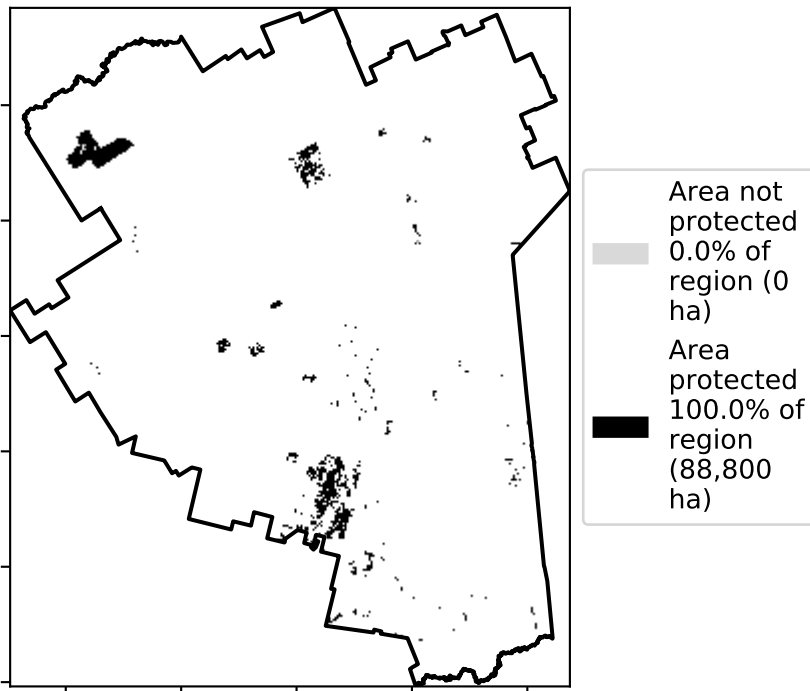 Area not
protected
0.0% of
region (0
ha)
Area
protected
100.0% of
region
(88,800
ha)